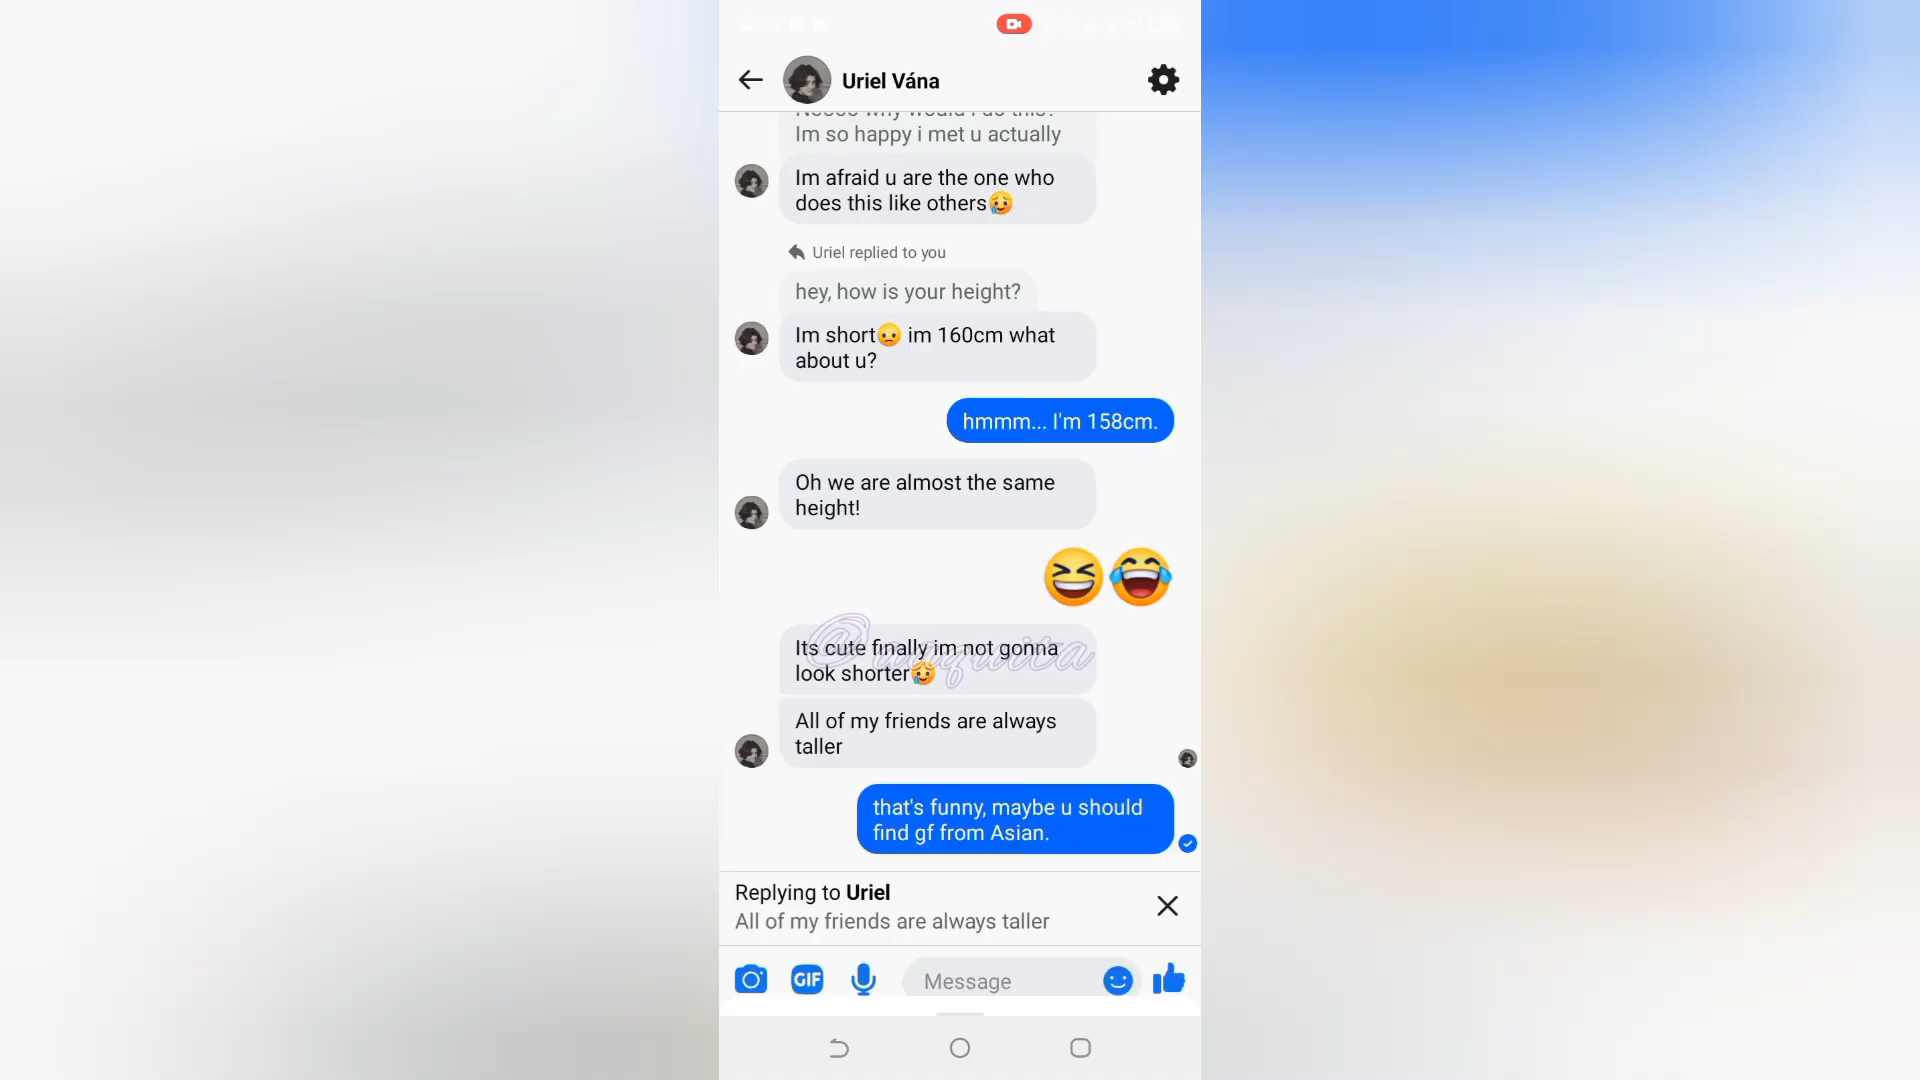 Uriel Vána
Im so happy i met u actually
Im afraid u are the one who
does this like others🥲
Uriel replied to you
hey, how is your height?
Im short🙁 im 160cm what
about u?
hmmm... I'm 158cm.
Oh we are almost the same
height!
😆😂
Its cute finally im not gonna
look shorter🥲
All of my friends are always
taller
that's funny, maybe u should
find gf from Asian.
Replying to Uriel
All of my friends are always taller
GIF
Message